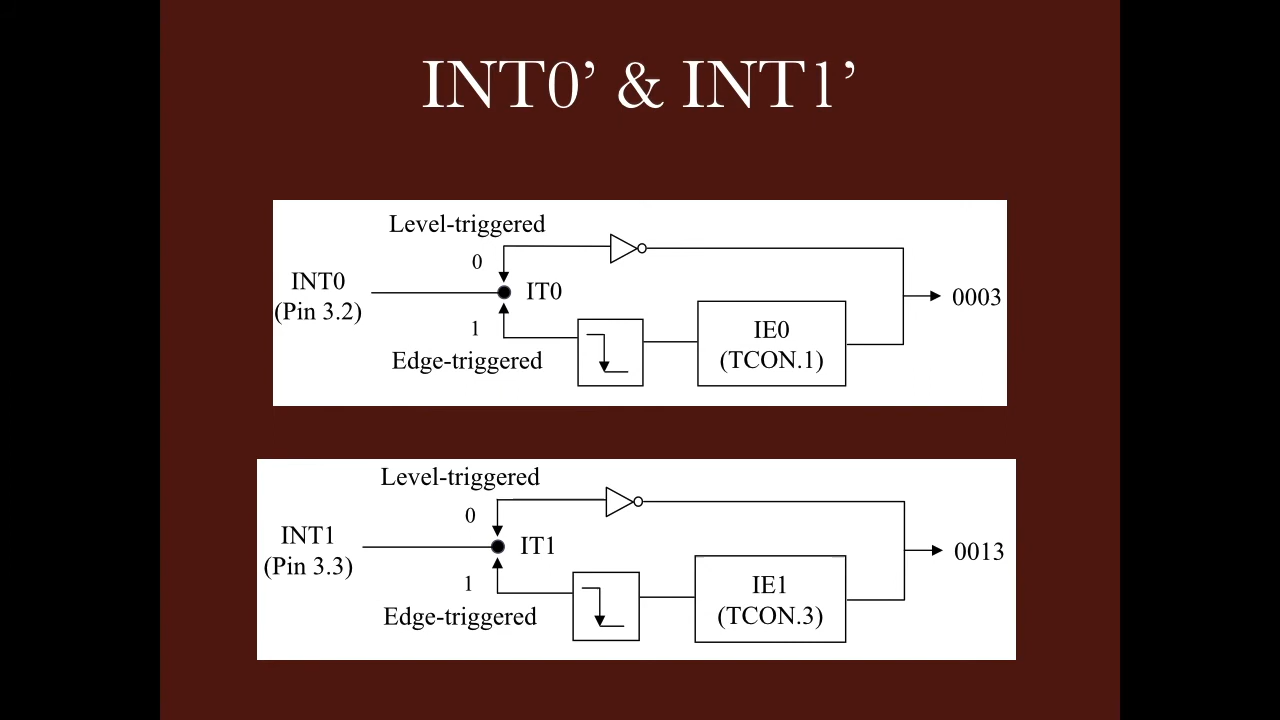 INT0’ & INT1’
Level-triggered
0
INT0
(Pin 3.2)
IT0
0003
1
Edge-triggered
IE0
(TCON.1)
Level-triggered
0
INT1
(Pin 3.3)
IT1
0013
1
Edge-triggered
IE1
(TCON.3)